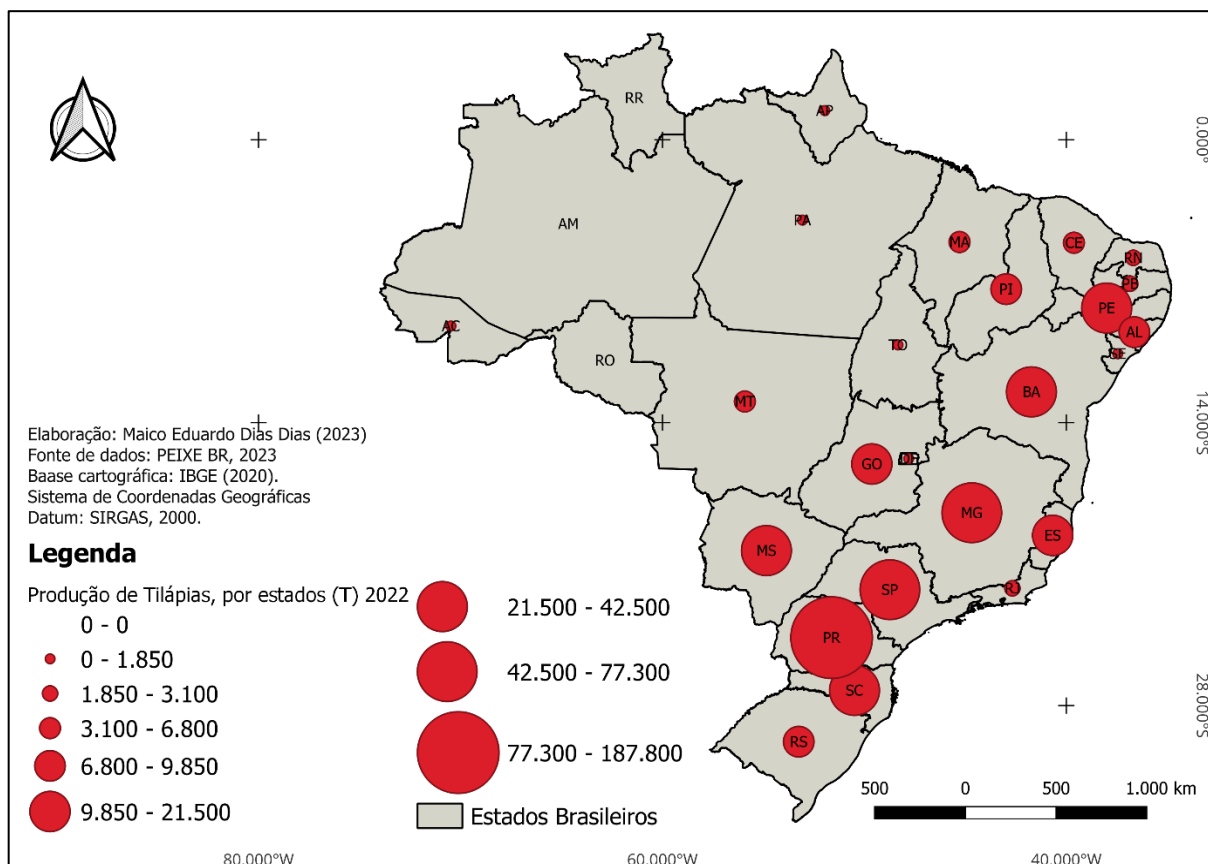 RR
AP
0.000°
AM
PA
MA
CE
RN
PI
PB
PE
AL
AC
TO
SE
RO
BA
MT
14.000°S
Elaboração: Maico Eduardo Dias Dias (2023)
Fonte de dados: PEIXE BR, 2023
Baase cartográfica: IBGE (2020).
Sistema de Coordenadas Geográficas
Datum: SIRGAS, 2000.
GO
DF
MG
ES
MS
SP
RJ
PR
SC
RS
28.000°S
Legenda
Produção de Tilápias, por estados (T) 2022
0 - 0
0 - 1.850
1.850 - 3.100
3.100 - 6.800
6.800 - 9.850
9.850 - 21.500
21.500 - 42.500
42.500 - 77.300
77.300 - 187.800
Estados Brasileiros
500 0 500 1.000 km
80.000°W 60.000°W 40.000°W